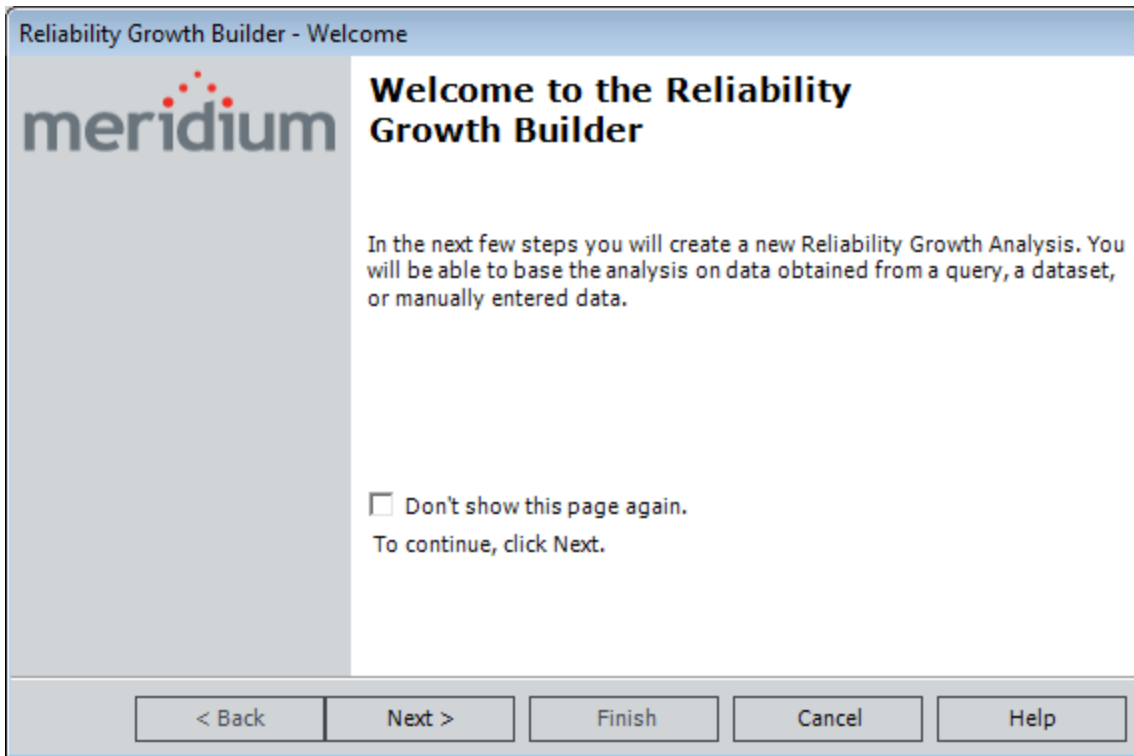 Reliability Growth Builder - Welcome
meridium
Welcome to the Reliability
Growth Builder
In the next few steps you will create a new Reliability Growth Analysis. You
will be able to base the analysis on data obtained from a query, a dataset,
or manually entered data.
Don't show this page again.
To continue, click Next.
< Back
Next >
Finish
Cancel
Help